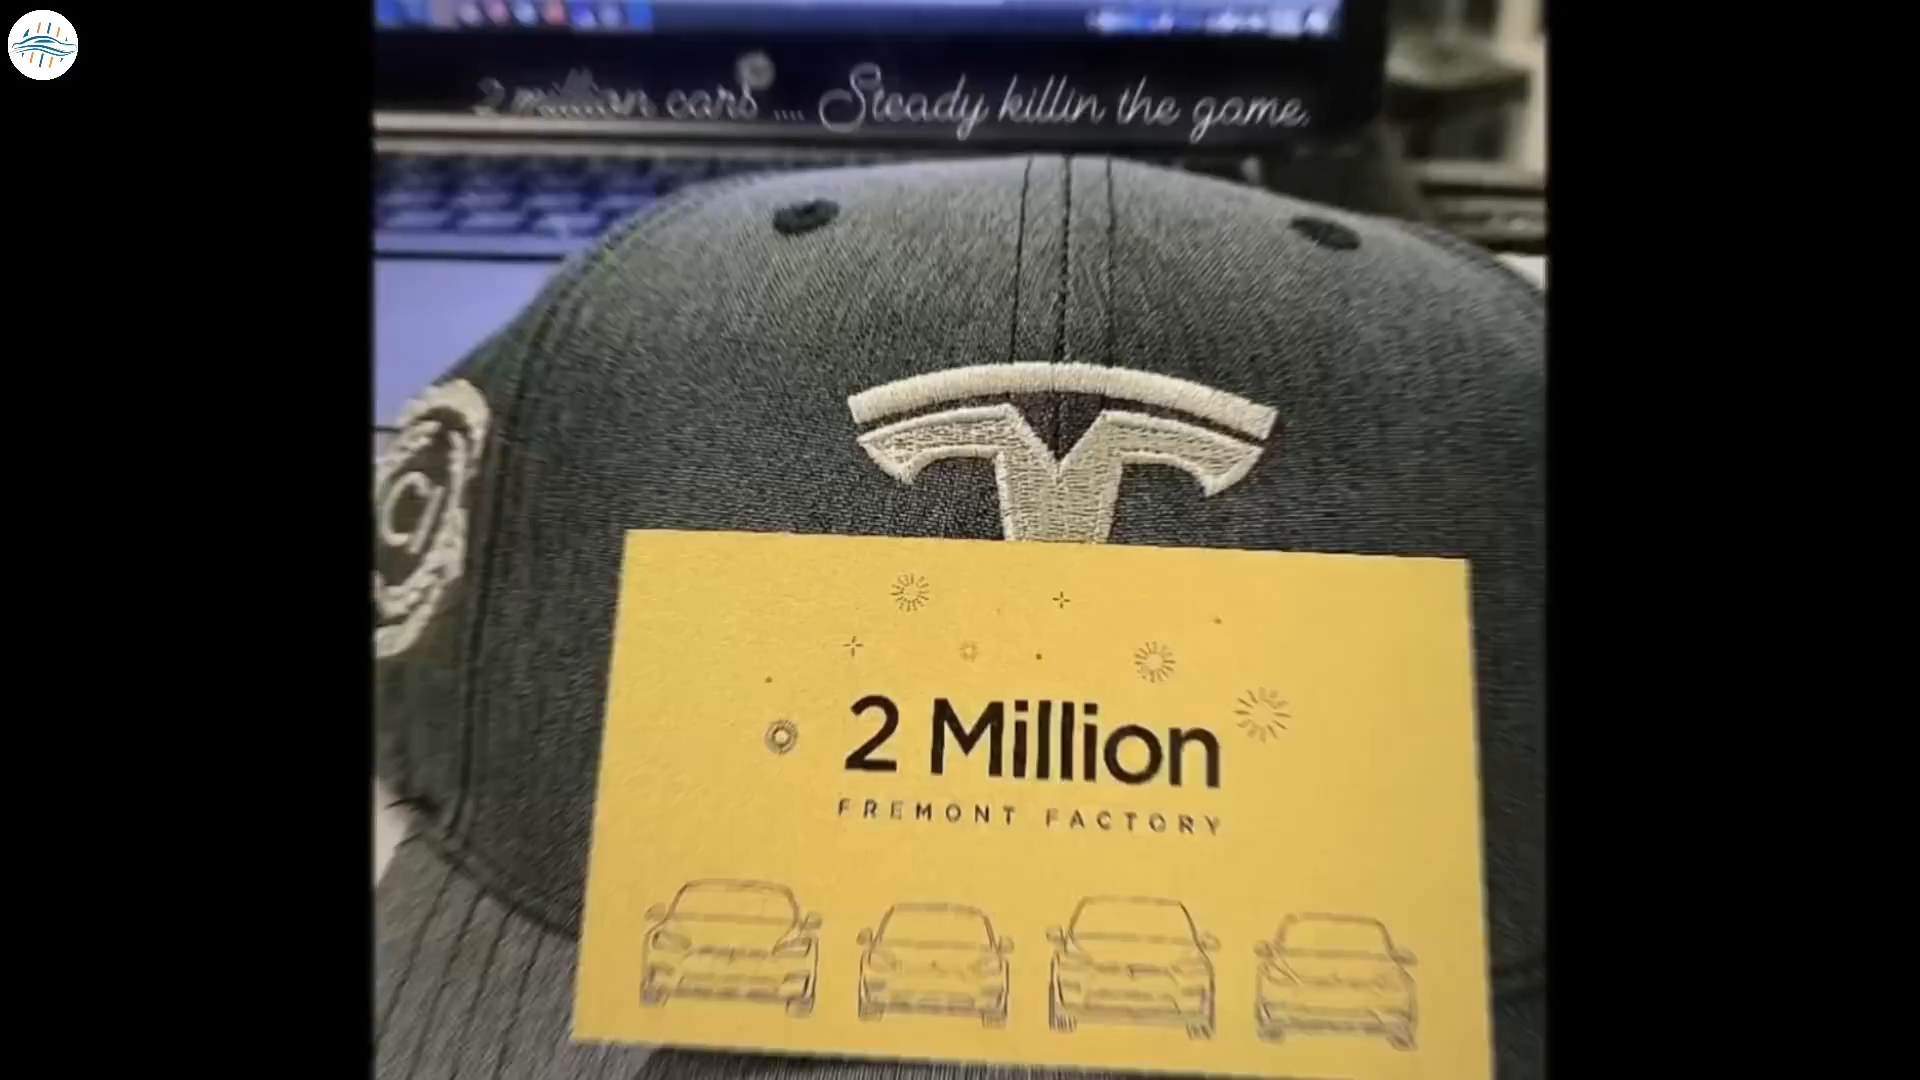 2 million cars .... Steady killin the game.
2 Million
FREMONT FACTORY